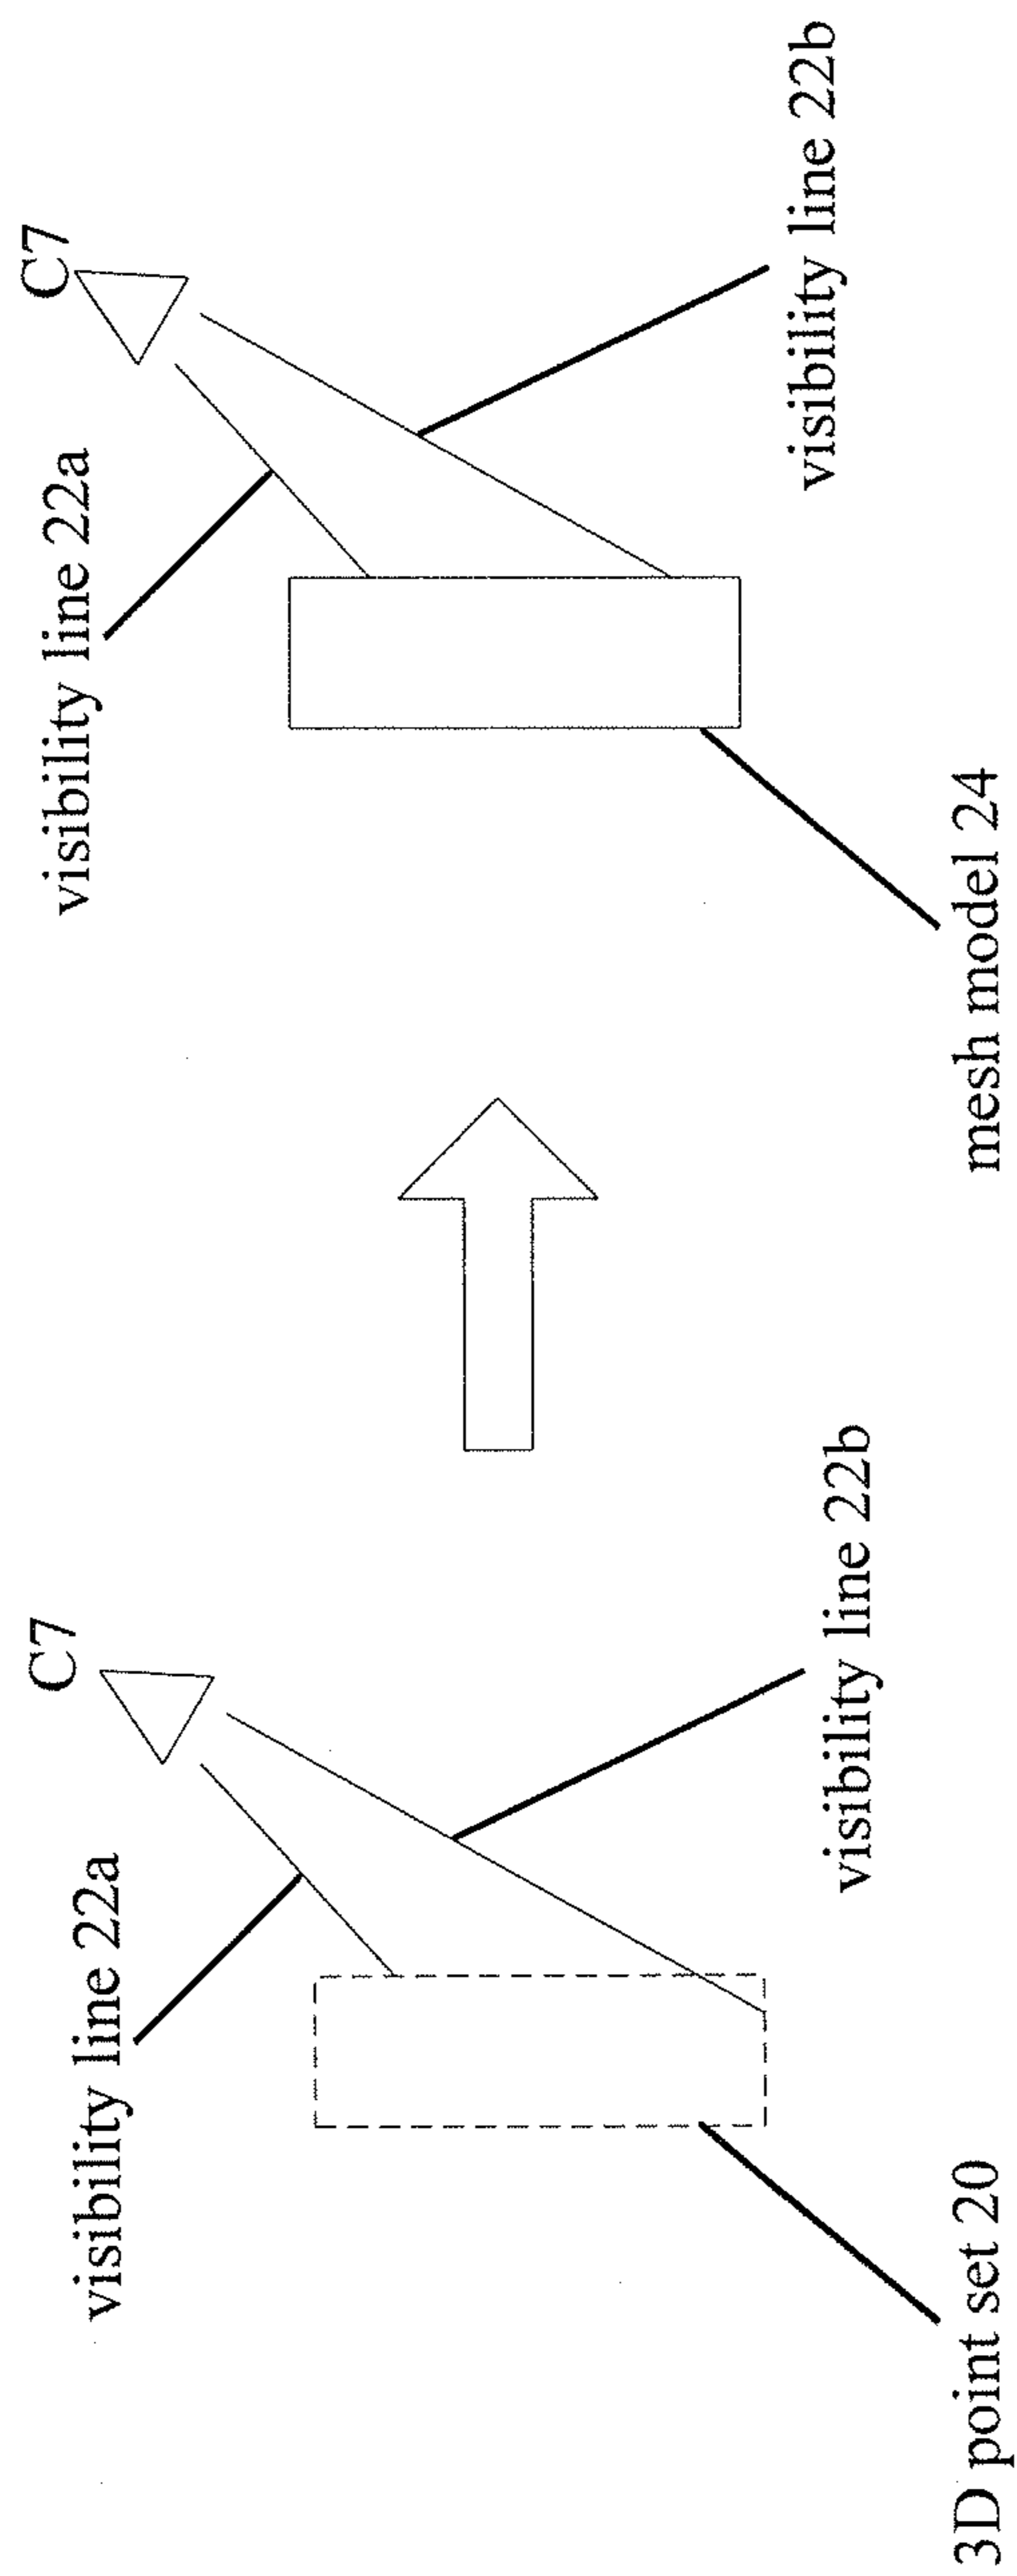 C7
visibility line 22a
visibility line 22b
3D point set 20
C7
visibility line 22a
visibility line 22b
mesh model 24